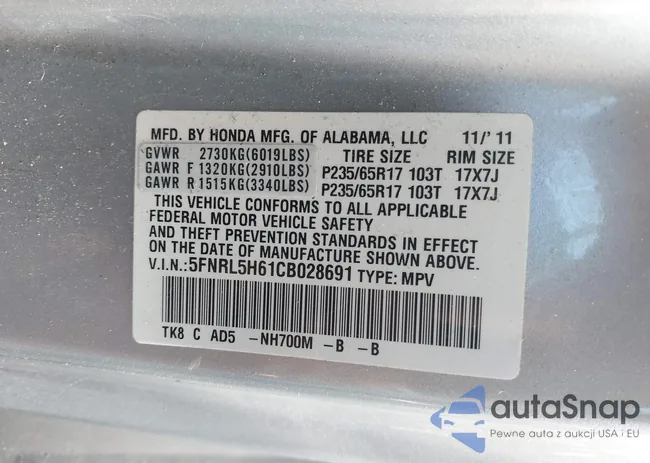 MFD. BY HONDA MFG. OF ALABAMA, LLC 11/'11
GVWR 2730KG(6019LBS) TIRE SIZE RIM SIZE
GAWR F 1320KG(2910LBS) P235/65R17 103T 17X7J
GAWR R 1515KG(3340LBS) P235/65R17 103T 17X7J
THIS VEHICLE CONFORMS TO ALL APPLICABLE
FEDERAL MOTOR VEHICLE SAFETY
AND THEFT PREVENTION STANDARDS IN EFFECT
ON THE DATE OF MANUFACTURE SHOWN ABOVE.
V.I.N.:5FNRL5H61CB028691 TYPE: MPV
TK8 C AD5 -NH700M -B -B
autaSnap
Pewne auta z aukcji USA i EU